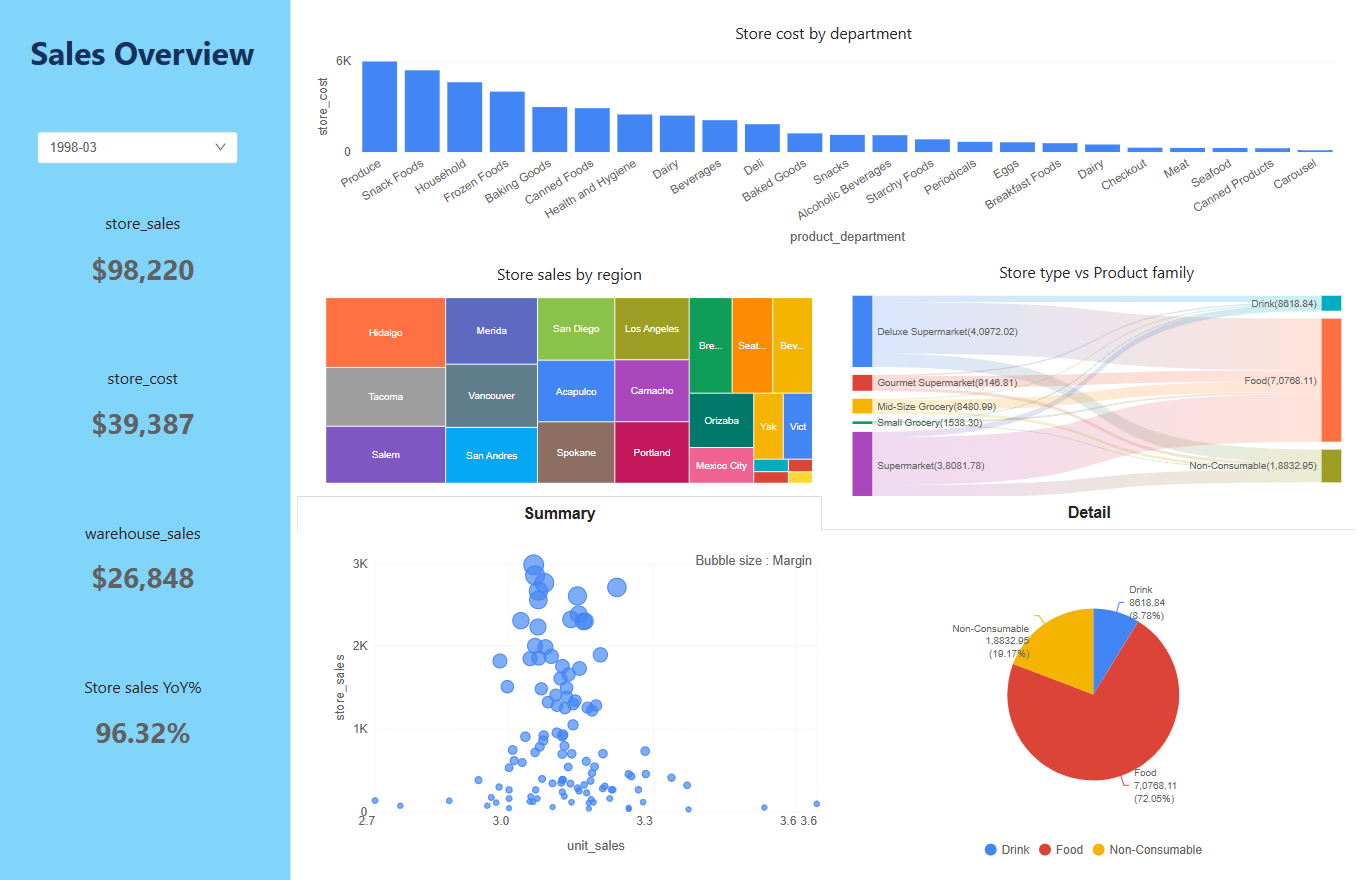 Sales Overview
1998-03
store_sales
$98,220
store_cost
$39,387
warehouse_sales
$26,848
Store sales YoY%
96.32%
Store cost by department
6K
0
store_cost
Produce
Snack Foods
Household
Frozen Foods
Baking Goods
Canned Foods
Health and Hygiene
Dairy
Beverages
Deli
Baked Goods
Snacks
Alcoholic Beverages
Starchy Foods
Periodicals
Eggs
Breakfast Foods
Dairy
Checkout
Meat
Seafood
Canned Products
Carousel
product_department
Store sales by region
Hidalgo
Tacoma
Salem
Merida
Vancouver
San Andres
San Diego
Acapulco
Spokane
Los Angeles
Camacho
Portland
Bre...
Seat...
Bev...
Orizaba
Yak
Vict
Mexico City
Store type vs Product family
Deluxe Supermarket(4,0972.02)
Gourmet Supermarket(9146.81)
Mid-Size Grocery(8480.99)
Small Grocery(1538.30)
Supermarket(3,8081.78)
Drink(8618.84)
Food(7,0768.11)
Non-Consumable(1,8832.95)
Summary
Detail
Bubble size : Margin
3K
2K
1K
0
store_sales
2.7
3.0
3.3
3.6
3.6
unit_sales
Drink
8618.84
(8.78%)
Non-Consumable
1,8832.95
(19.17%)
Food
7,0768.11
(72.05%)
Drink
Food
Non-Consumable